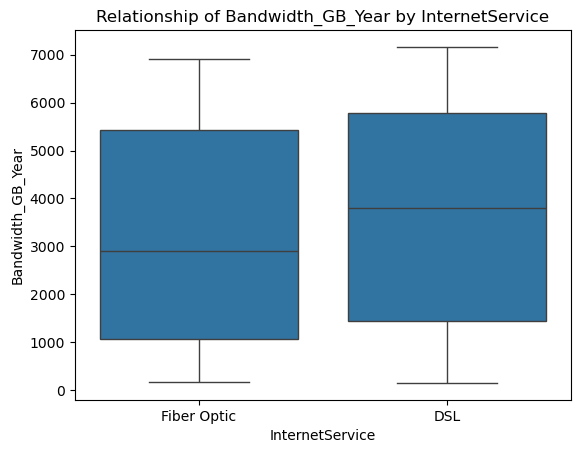 Relationship of Bandwidth_GB_Year by InternetService
7000
6000
5000
4000
3000
2000
1000
0
Bandwidth_GB_Year
Fiber Optic
DSL
InternetService